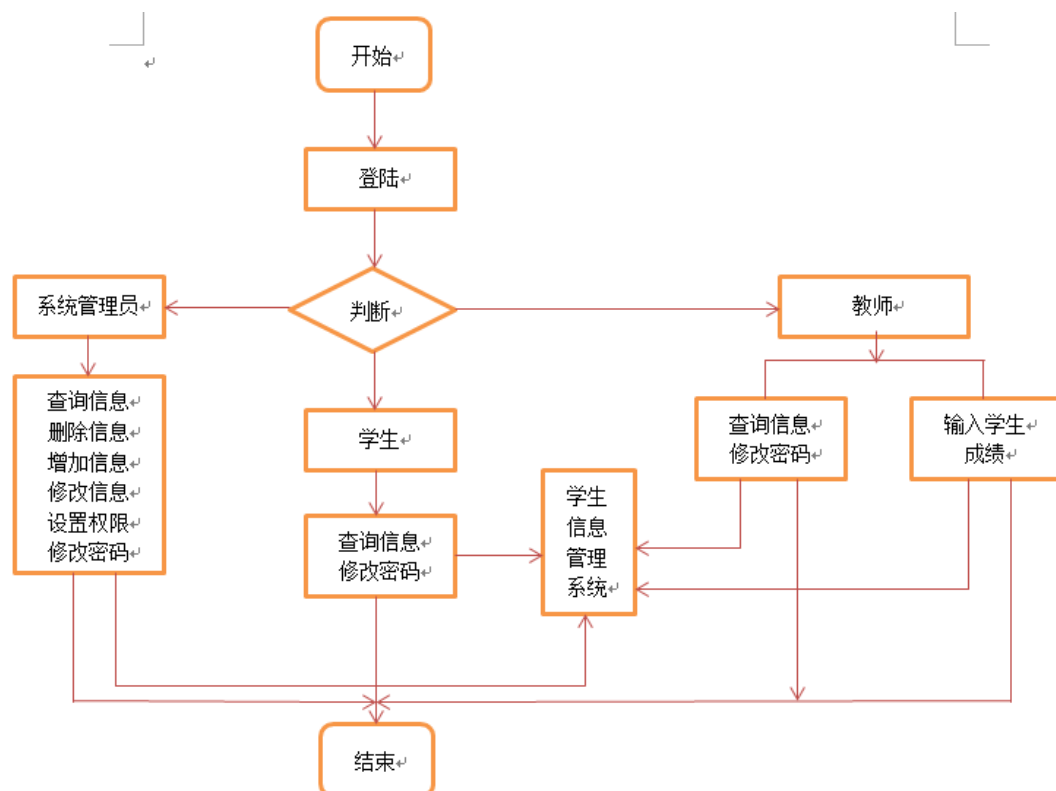 开始
登陆
系统管理员
判断
教师
查询信息
删除信息
增加信息
修改信息
设置权限
修改密码
学生
查询信息
修改密码
学生
信息
管理
系统
查询信息
修改密码
输入学生
成绩
结束